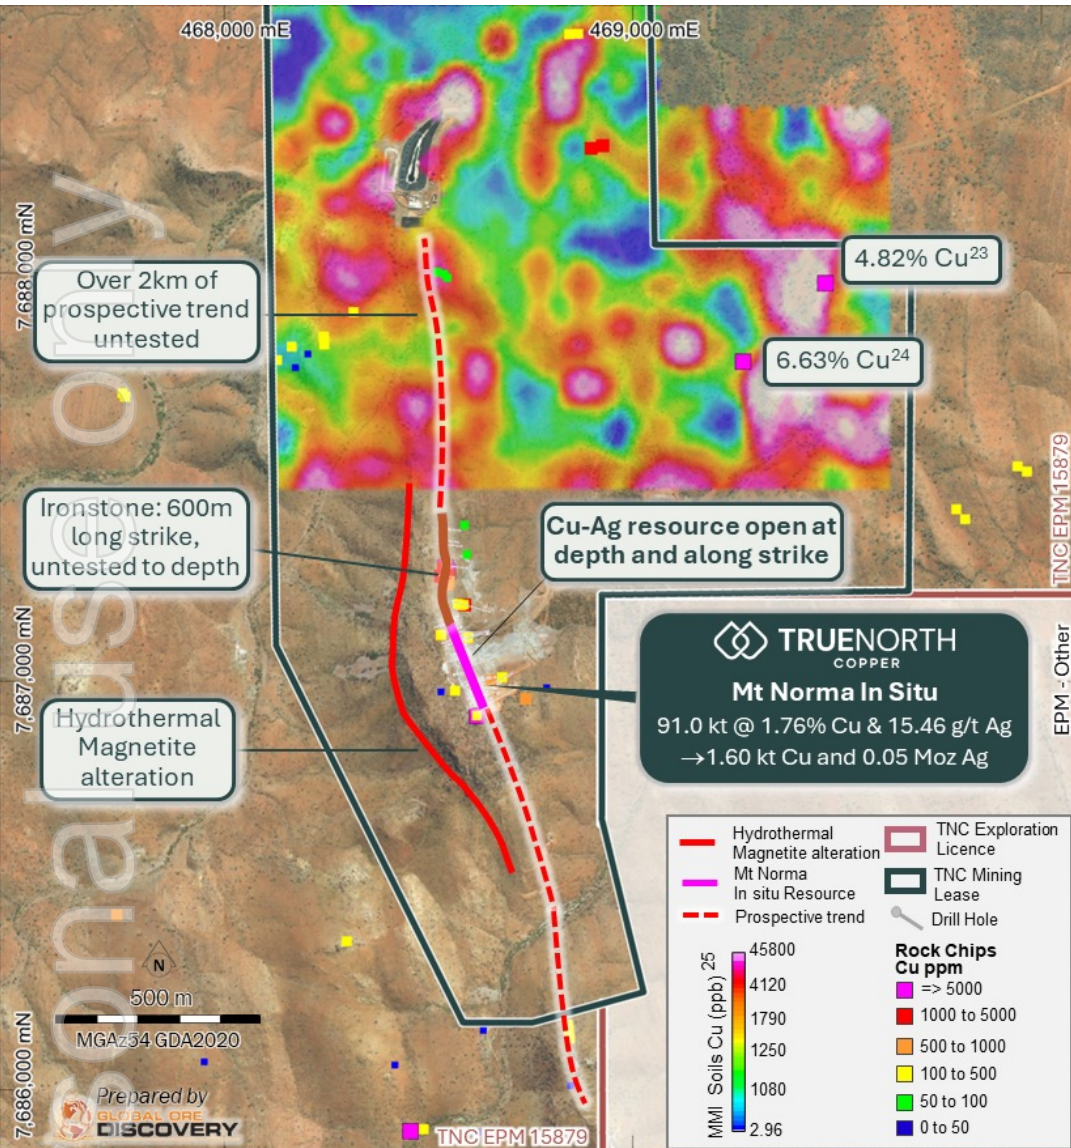 468,000 mE
469,000 mE
7,688,000 mN
7,687,000 mN
7,686,000 mN
Over 2km of
prospective trend
untested
4.82% Cu23
6.63% Cu24
Ironstone: 600m
long strike,
untested to depth
Cu-Ag resource open at
depth and along strike
TNC EPM 15879
EPM - Other
TRUENORTH
COPPER
Mt Norma In Situ
91.0 kt @ 1.76% Cu & 15.46 g/t Ag
→1.60 kt Cu and 0.05 Moz Ag
Hydrothermal
Magnetite
alteration
Hydrothermal
Magnetite alteration
Mt Norma
In situ Resource
Prospective trend
TNC Exploration
Licence
TNC Mining
Lease
Drill Hole
MMI Soils Cu (ppb) 25
45800
4120
1790
1250
1080
2.96
Rock Chips
Cu ppm
=> 5000
1000 to 5000
500 to 1000
100 to 500
50 to 100
0 to 50
N
500 m
MGAz54 GDA2020
Prepared by
GLOBAL ORE
DISCOVERY
TNC EPM 15879
sonal use only